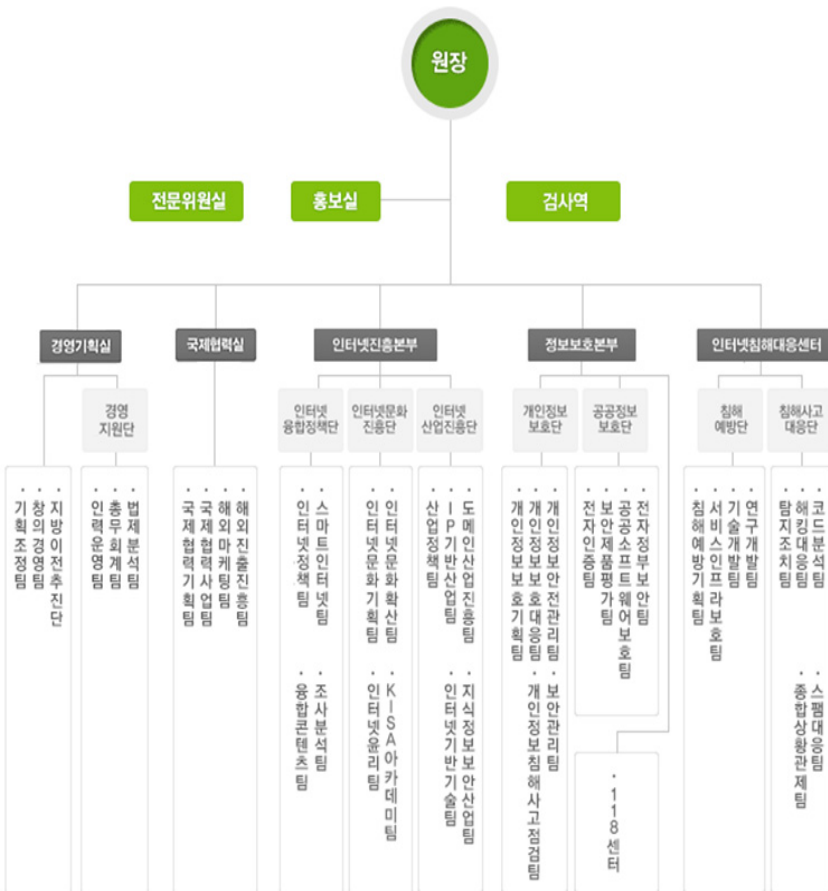 원장
전문위원실
홍보실
검사역
경영기획실
국제협력실
인터넷진흥본부
정보보호본부
인터넷침해대응센터
경영
지원단
인터넷
융합정책단
인터넷문화
진흥단
인터넷
산업진흥단
개인정보
보호단
공공정보
보호단
침해
예방단
침해사고
대응단
· 기획조정팀
· 창의경영팀
· 지방이전추진단
· 인력운영팀
· 총무회계팀
· 법제분석팀
· 국제협력기획팀
· 국제협력사업팀
· 해외마케팅팀
· 해외진출진흥팀
· 인터넷정책팀
· 스마트인터넷팀
· 융합콘텐츠팀
· 조사분석팀
· 인터넷문화기획팀
· 인터넷문화확산팀
· 인터넷윤리팀
· KISA아카데미팀
· 산업정책팀
· IP기반산업팀
· 도메인산업진흥팀
· 인터넷기반기술팀
· 지식정보보안산업팀
· 개인정보보호기획팀
· 개인정보보호대응팀
· 개인정보안전관리팀
· 개인정보침해사고점검팀
· 보안관리팀
· 전자인증팀
· 보안제품평가팀
· 공공소프트웨어보호팀
· 전자정부보안팀
· 118센터
· 침해예방기획팀
· 서비스인프라보호팀
· 기술개발팀
· 연구개발팀
· 탐지조치팀
· 해킹대응팀
· 코드분석팀
· 종합상황관제팀
· 스팸대응팀